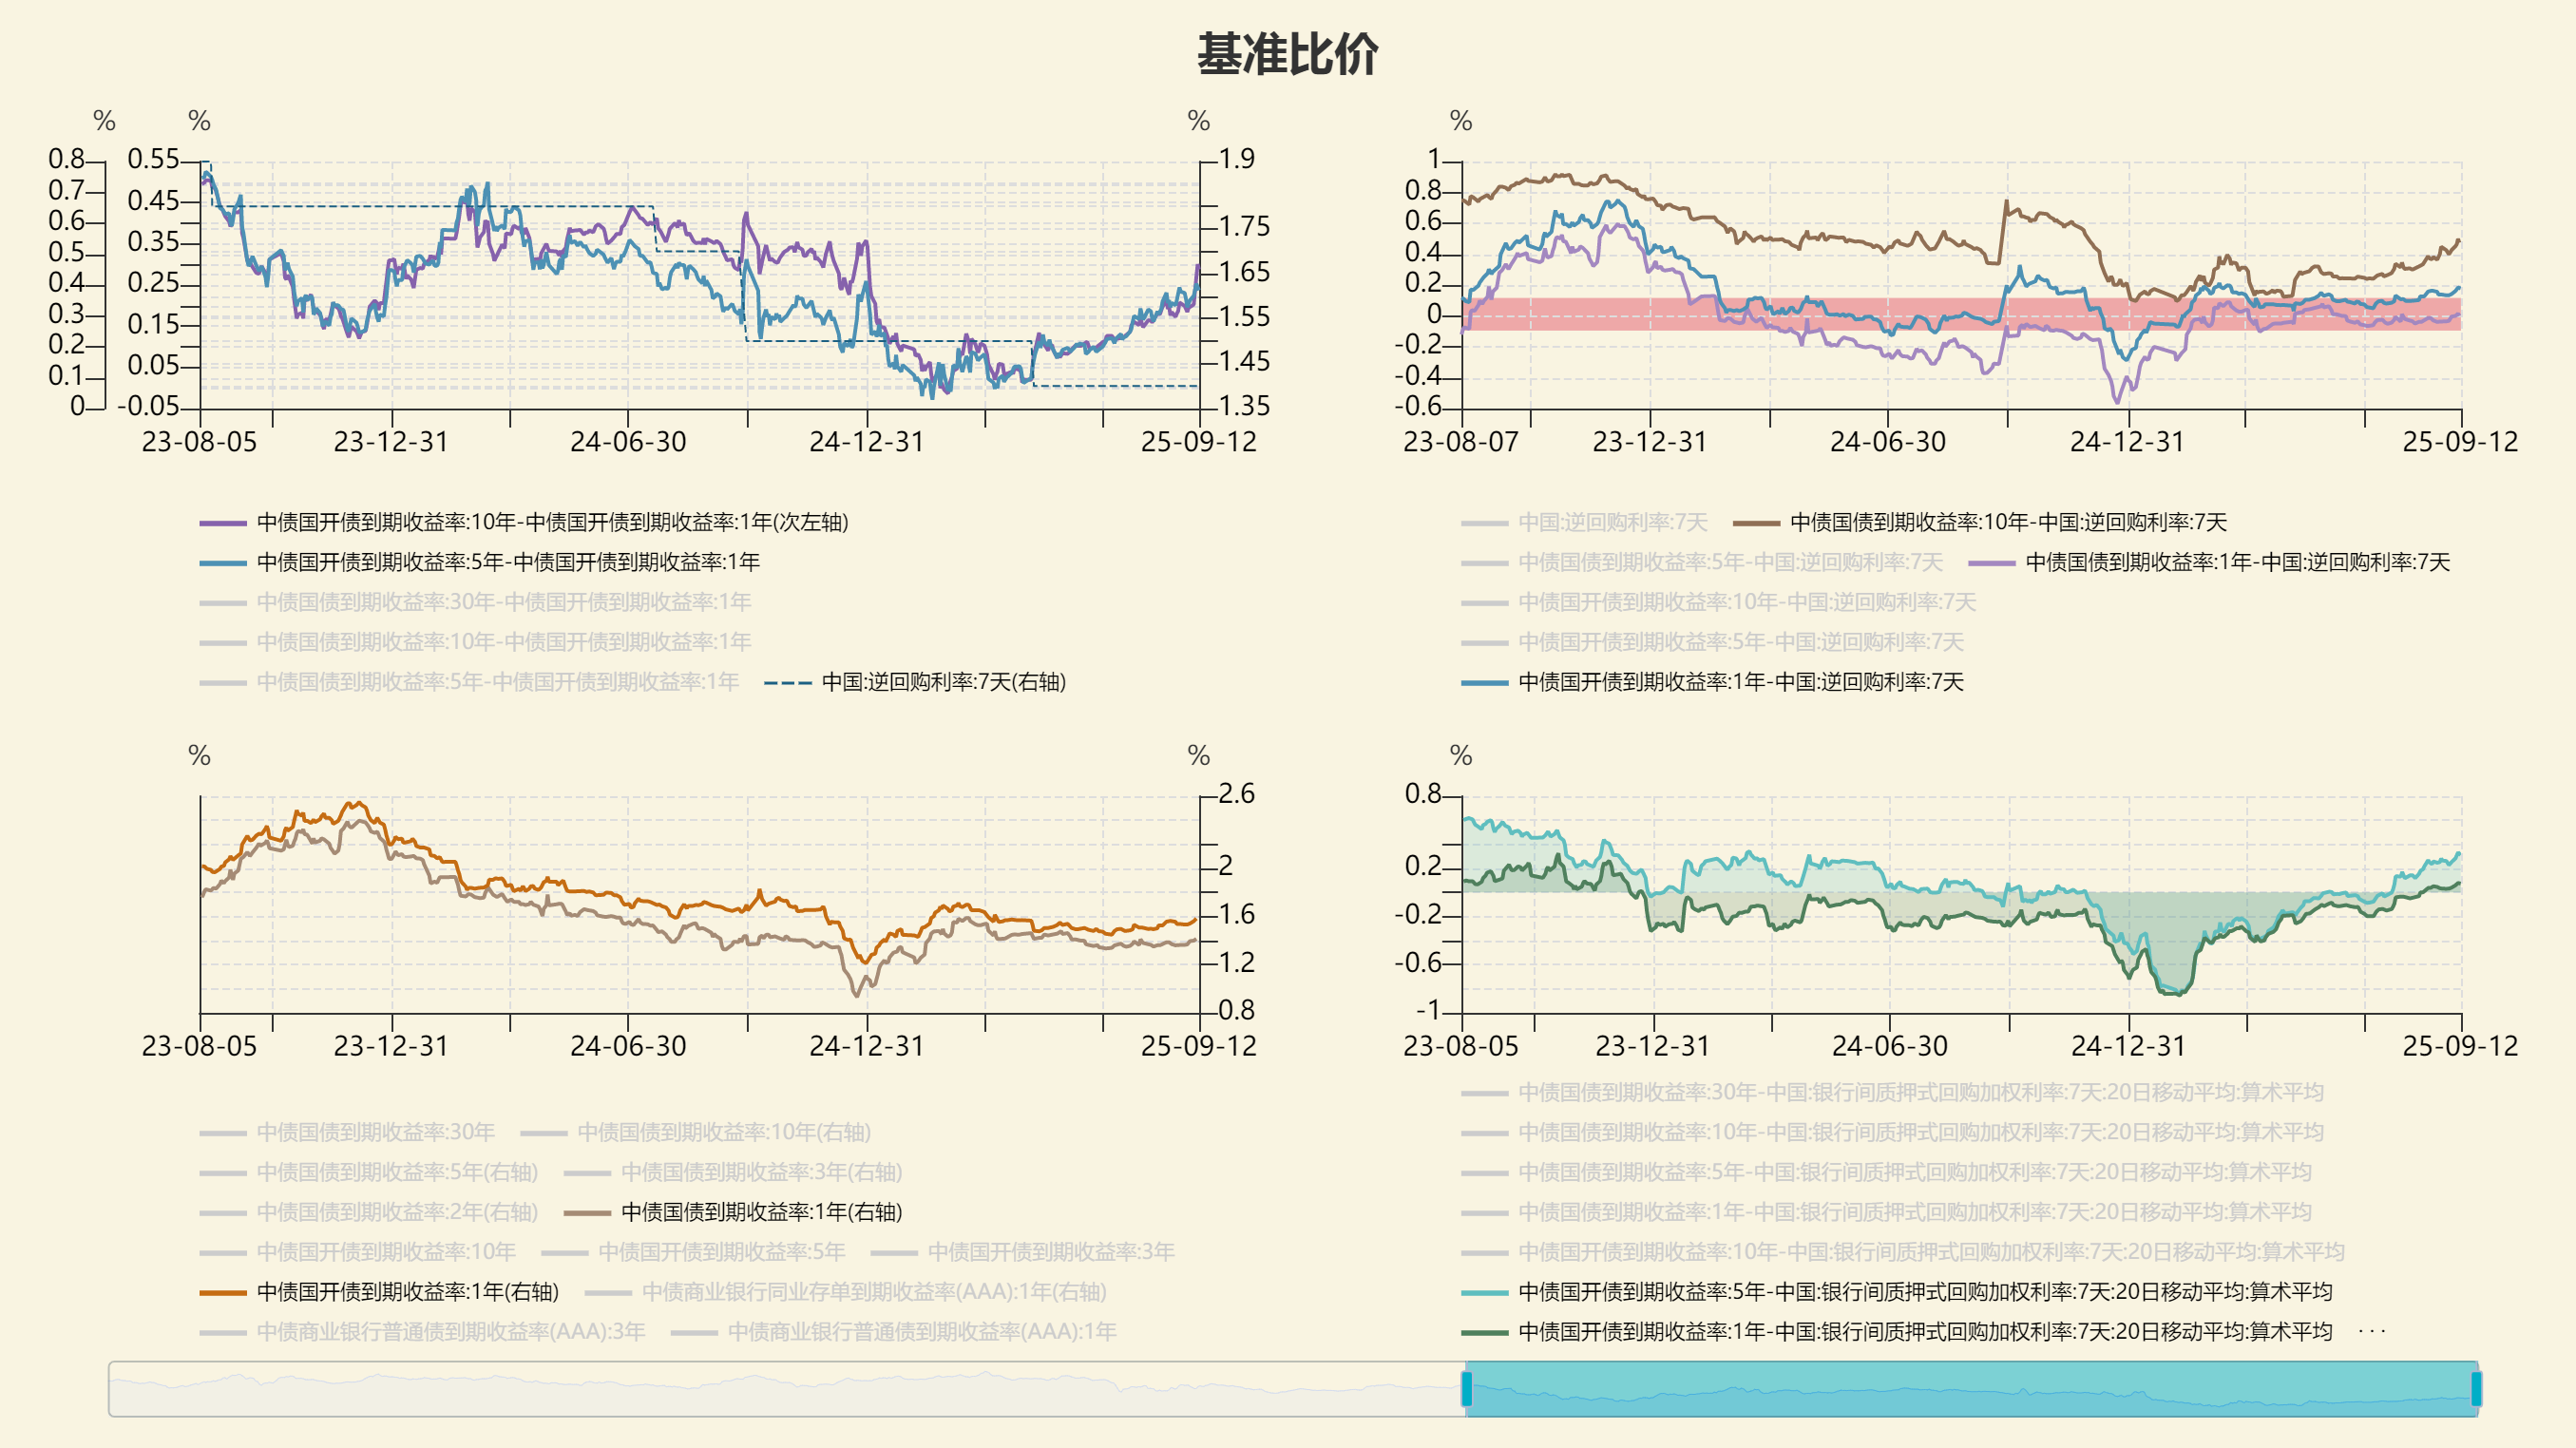 基准比价
% % %
0.8 0.55 1.9
0.7
0.6 0.45 1.75
0.5 0.35 1.65
0.4 0.25
0.3 0.15 1.55
0.2
0.1 0.05 1.45
0 -0.05 1.35
23-08-05 23-12-31 24-06-30 24-12-31 25-09-12
中债国开债到期收益率:10年-中债国开债到期收益率:1年(次左轴)
中债国开债到期收益率:5年-中债国开债到期收益率:1年
中债国债到期收益率:30年-中债国开债到期收益率:1年
中债国债到期收益率:10年-中债国开债到期收益率:1年
中债国债到期收益率:5年-中债国开债到期收益率:1年 中国:逆回购利率:7天(右轴)
%
1
0.8
0.6
0.4
0.2
0
-0.2
-0.4
-0.6
23-08-07 23-12-31 24-06-30 24-12-31 25-09-12
中国:逆回购利率:7天 中债国债到期收益率:10年-中国:逆回购利率:7天
中债国债到期收益率:5年-中国:逆回购利率:7天 中债国债到期收益率:1年-中国:逆回购利率:7天
中债国开债到期收益率:10年-中国:逆回购利率:7天
中债国开债到期收益率:5年-中国:逆回购利率:7天
中债国开债到期收益率:1年-中国:逆回购利率:7天
% %
2.6
2
1.6
1.2
0.8
23-08-05 23-12-31 24-06-30 24-12-31 25-09-12
中债国债到期收益率:30年 中债国债到期收益率:10年(右轴)
中债国债到期收益率:5年(右轴) 中债国债到期收益率:3年(右轴)
中债国债到期收益率:2年(右轴) 中债国债到期收益率:1年(右轴)
中债国开债到期收益率:10年 中债国开债到期收益率:5年 中债国开债到期收益率:3年
中债国开债到期收益率:1年(右轴) 中债商业银行同业存单到期收益率(AAA):1年(右轴)
中债商业银行普通债到期收益率(AAA):3年 中债商业银行普通债到期收益率(AAA):1年
%
0.8
0.2
-0.2
-0.6
-1
23-08-05 23-12-31 24-06-30 24-12-31 25-09-12
中债国债到期收益率:30年-中国:银行间质押式回购加权利率:7天:20日移动平均:算术平均
中债国债到期收益率:10年-中国:银行间质押式回购加权利率:7天:20日移动平均:算术平均
中债国债到期收益率:5年-中国:银行间质押式回购加权利率:7天:20日移动平均:算术平均
中债国债到期收益率:1年-中国:银行间质押式回购加权利率:7天:20日移动平均:算术平均
中债国开债到期收益率:10年-中国:银行间质押式回购加权利率:7天:20日移动平均:算术平均
中债国开债到期收益率:5年-中国:银行间质押式回购加权利率:7天:20日移动平均:算术平均
中债国开债到期收益率:1年-中国:银行间质押式回购加权利率:7天:20日移动平均:算术平均 ···